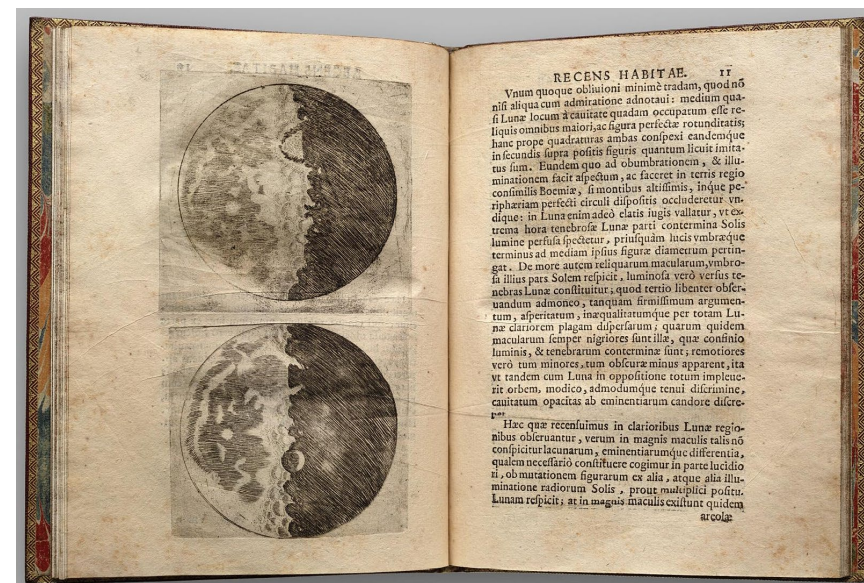 RECENS HABITAE. 11
Vnum quoque obliuioni minimè tradam, quod nō
nisi aliqua cum admiratione adnotaui: medium qua-
si Lunæ locum à cauitate quadam occupatum esse re-
liquis omnibus maiori, ac figura perfectæ rotunditatis;
hanc prope quadraturas ambas conspexi eandemque
in secundis supra positis figuris quantum licuit imita-
tus sum. Eundem quo ad obumbrationem, & illu-
minationem facit aspectum, ac faceret in terris regio
consimilis Boemiæ, si montibus altissimis, inque pe-
riphæriam perfecti circuli dispositis occluderetur vn-
dique: in Luna enim adeò elatis iugis vallatur, vt ex-
trema hora tenebrosæ Lunæ parti contermina Solis
lumine perfusa spectetur, priusquàm lucis vmbræque
terminus ad mediam ipsius figuræ diametrum pertin-
gat. De more autem reliquarum macularum, vmbro-
sa illius pars Solem respicit, luminosa verò versus te-
nebras Lunæ constituitur; quod tertio libenter obser-
uandum admoneo, tanquam firmissimum argumen-
tum, asperitatum, inæqualitatumque per totam Lu-
næ clariorem plagam dispersarum; quarum quidem
macularum semper nigriores sunt illæ, quæ confinio
luminis, & tenebrarum conterminæ sunt; remotiores
verò tum minores, tum obscuræ minus apparent, ita
vt tandem cum Luna in oppositione totum impleue-
rit orbem, modico, admodumque tenui discrimine,
cauitatum opacitas ab eminentiarum candore discre-
pet
Hæc quæ recensuimus in clarioribus Lunæ regio-
nibus obseruantur, verum in magnis maculis talis nō
conspicitur lacunarum, eminentiarumque differentia,
qualem necessariò constituere cogimur in parte lucidio
ri, ob mutationem figurarum ex alia, atque alia illu-
minatione radiorum Solis, prout multiplici positu
Lunam respicit; at in magnis maculis existunt quidem
areolæ